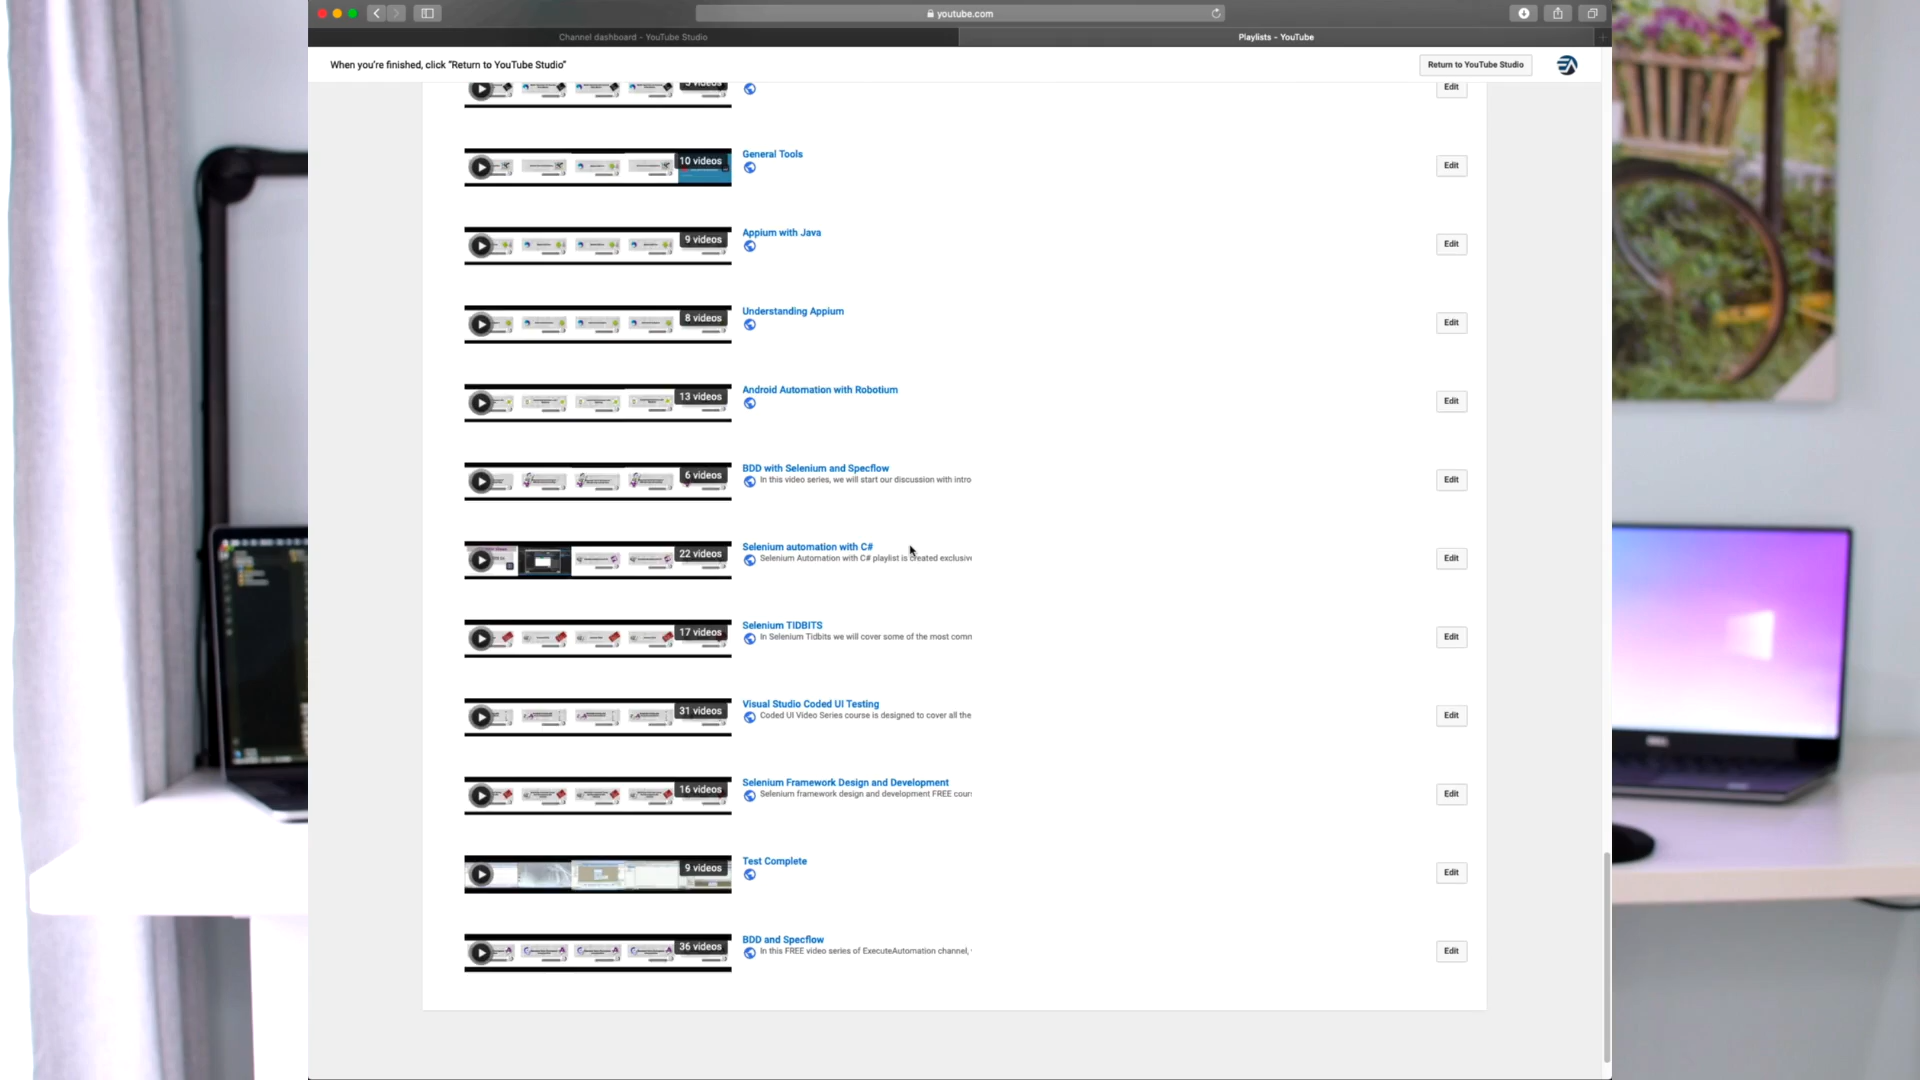 youtube.com
Channel dashboard - YouTube Studio
Playlists - YouTube
When you're finished, click "Return to YouTube Studio"
Return to YouTube Studio
Edit
10 videos
General Tools
Edit
9 videos
Appium with Java
Edit
8 videos
Understanding Appium
Edit
13 videos
Android Automation with Robotium
Edit
6 videos
BDD with Selenium and Specflow
In this video series, we will start our discussion with intro
Edit
22 videos
Selenium automation with C#
Selenium Automation with C# playlist is created exclusive
Edit
17 videos
Selenium TIDBITS
In Selenium Tidbits we will cover some of the most comm
Edit
31 videos
Visual Studio Coded UI Testing
Coded UI Video Series course is designed to cover all the
Edit
16 videos
Selenium Framework Design and Development
Selenium framework design and development FREE cour
Edit
9 videos
Test Complete
Edit
36 videos
BDD and Specflow
In this FREE video series of ExecuteAutomation channel,
Edit
DELL